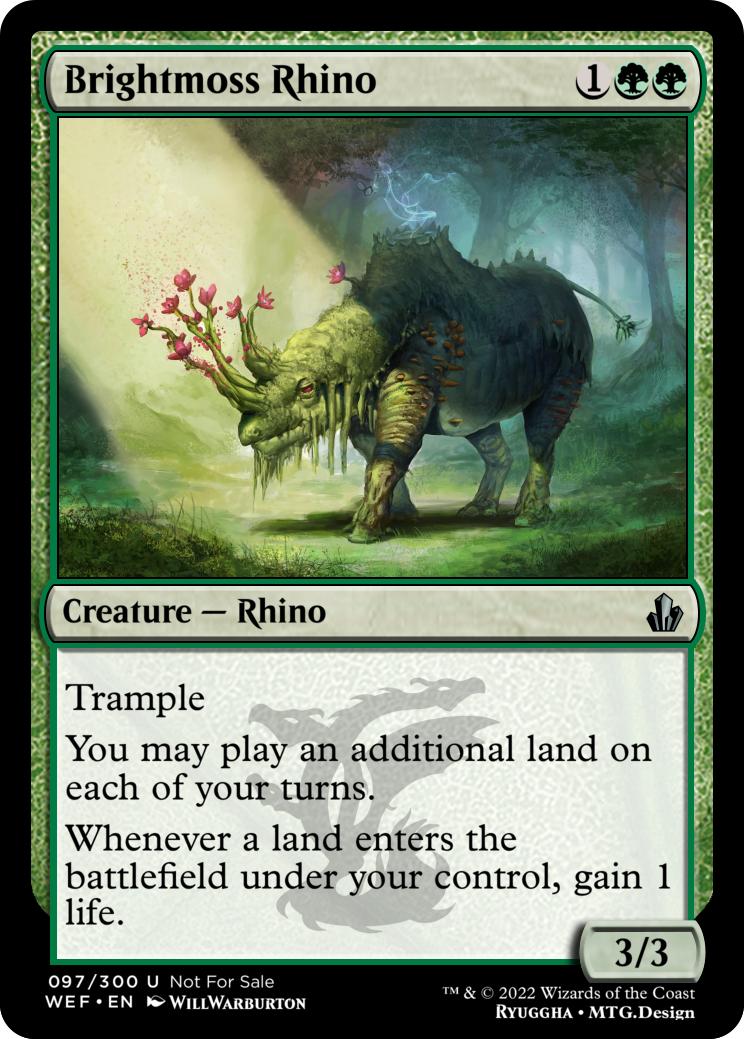 Brightmoss Rhino 1
Creature — Rhino
Trample
You may play an additional land on
each of your turns.
Whenever a land enters the
battlefield under your control, gain 1
life.
3/3
097/300 U Not For Sale
WEF • EN WillWarburton
™ & © 2022 Wizards of the Coast
Ryuggha • MTG.Design